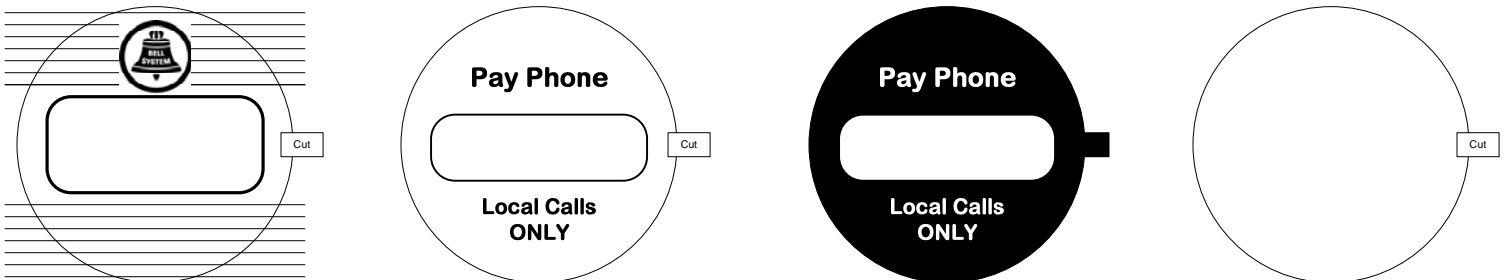 BELL
SYSTEM
Cut
Pay Phone
Cut
Local Calls
ONLY
Pay Phone
Local Calls
ONLY
Cut